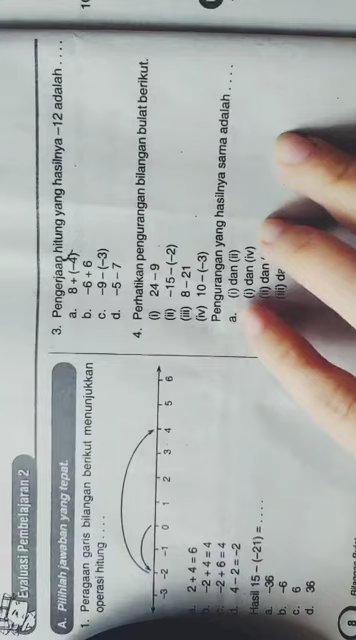 Evaluasi Pembelajaran 2
A. Pilihlah jawaban yang tepat.
1. Peragaan garis bilangan berikut menunjukkan
operasi hitung . . . .
–3 –2 –1 0 1 2 3 4 5 6
a. 2 + 4 = 6
b. –2 + 4 = 4
c. –2 + 6 = 4
d. 4 – 2 = –2
Hasil 15 – (–21) = . . . .
a. –36
b. –6
c. 6
d. 36
3. Pengerjaan hitung yang hasilnya –12 adalah . . . .
a. 8 + (–4)
b. –6 + 6
c. –9 – (–3)
d. –5 – 7
4. Perhatikan pengurangan bilangan bulat berikut.
(i) 24 – 9
(ii) –15 – (–2)
(iii) 8 – 21
(iv) 10 – (–3)
Pengurangan yang hasilnya sama adalah . . . .
a. (i) dan (ii)
(i) dan (iv)
(ii) dan
(iii)
8